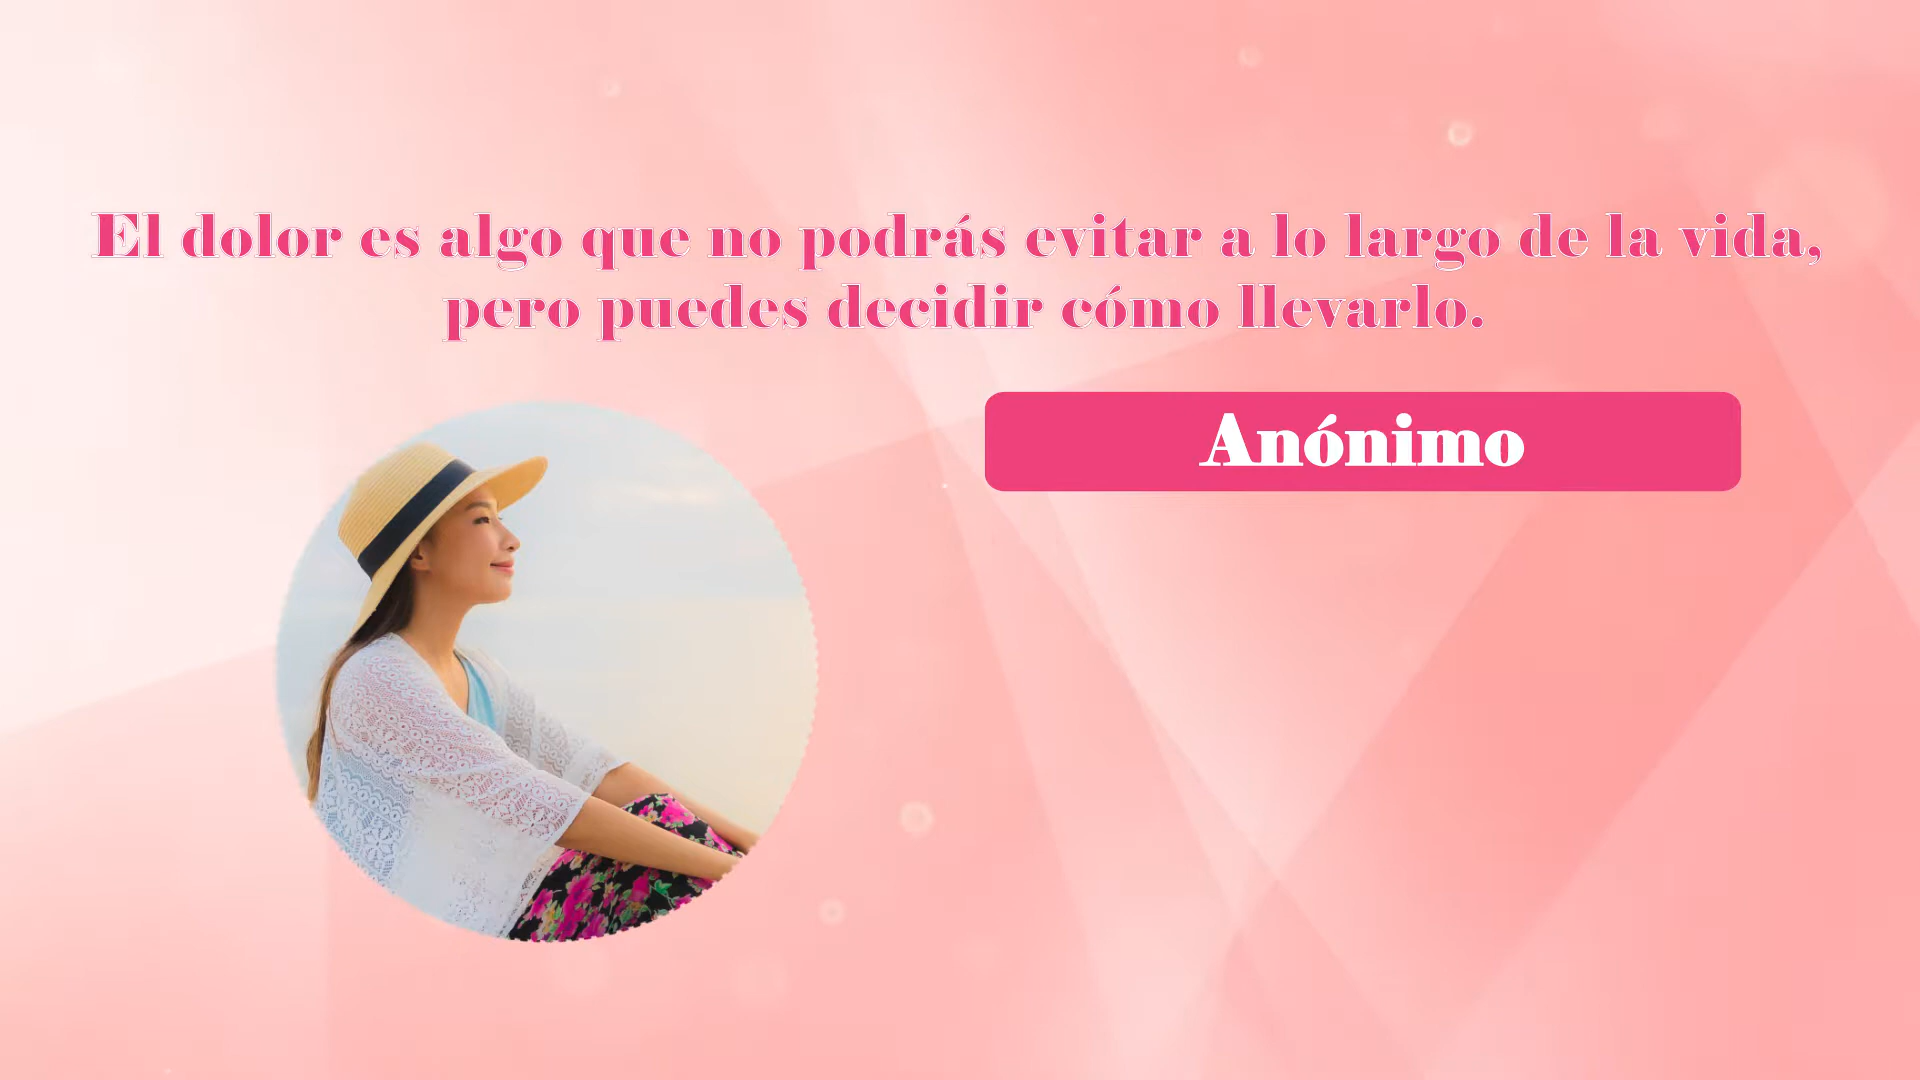 El dolor es algo que no podrás evitar a lo largo de la vida,
pero puedes decidir cómo llevarlo.
Anónimo